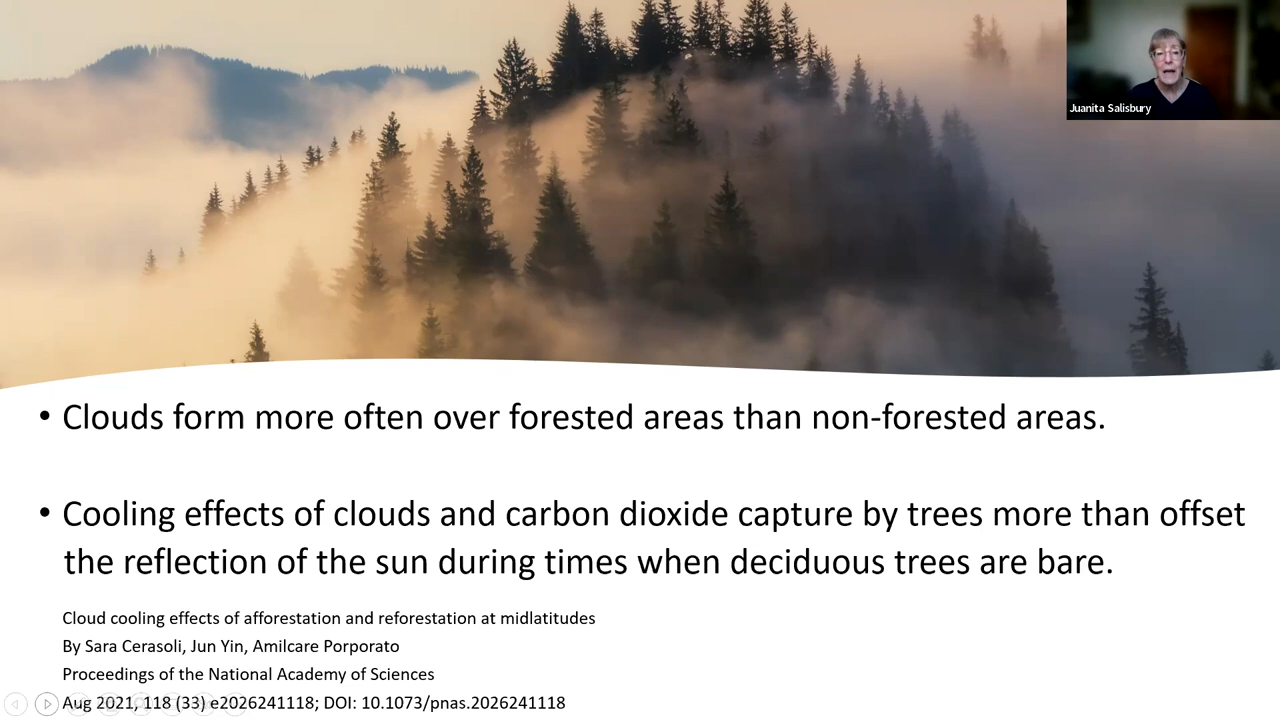 Juanita Salisbury
• Clouds form more often over forested areas than non-forested areas.
• Cooling effects of clouds and carbon dioxide capture by trees more than offset
the reflection of the sun during times when deciduous trees are bare.
Cloud cooling effects of afforestation and reforestation at midlatitudes
By Sara Cerasoli, Jun Yin, Amilcare Porporato
Proceedings of the National Academy of Sciences
Aug 2021, 118 (33) e2026241118; DOI: 10.1073/pnas.2026241118